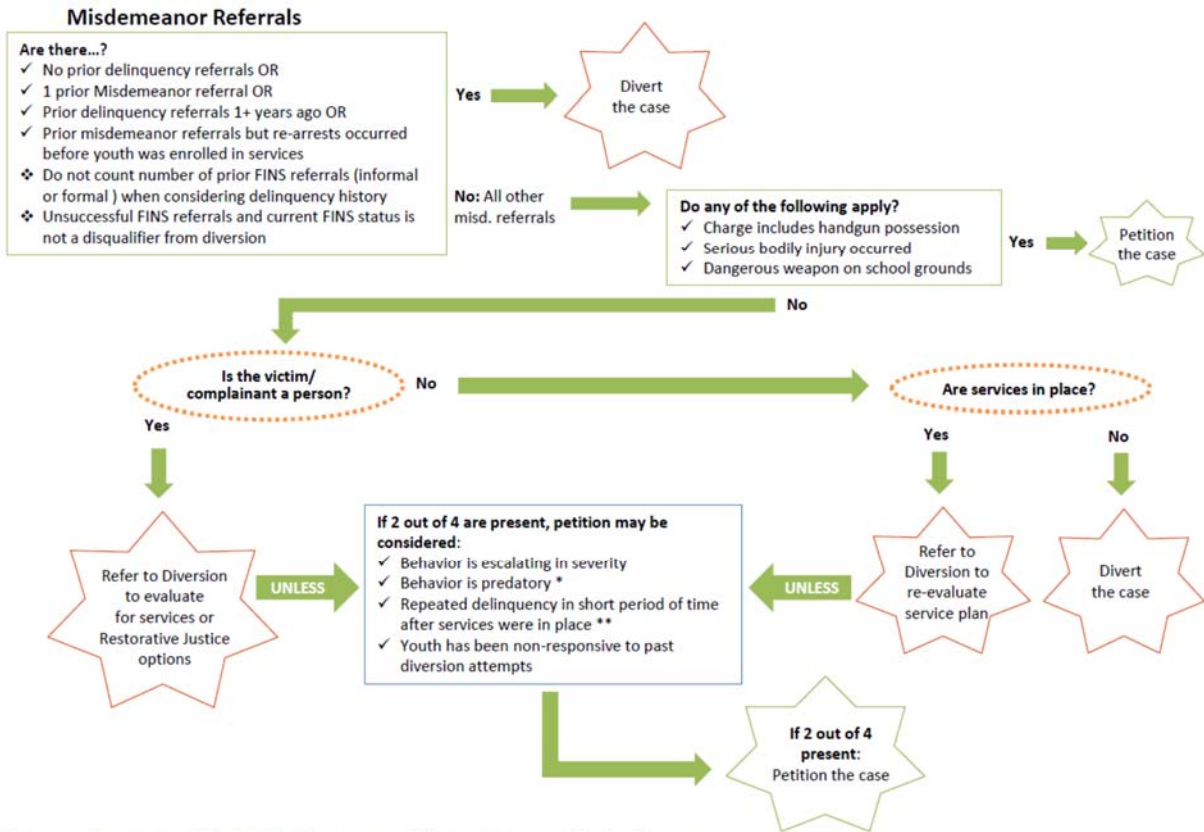 Misdemeanor Referrals
Are there...?
✓ No prior delinquency referrals OR
✓ 1 prior Misdemeanor referral OR
✓ Prior delinquency referrals 1+ years ago OR
✓ Prior misdemeanor referrals but re-arrests occurred
before youth was enrolled in services
❖ Do not count number of prior FINS referrals (informal
or formal ) when considering delinquency history
❖ Unsuccessful FINS referrals and current FINS status is
not a disqualifier from diversion
Yes
Divert
the case
No: All other
misd. referrals
Do any of the following apply?
✓ Charge includes handgun possession
✓ Serious bodily injury occurred
✓ Dangerous weapon on school grounds
Yes
Petition
the case
No
Is the victim/
complainant a person?
No
Are services in place?
Yes
Yes
No
Refer to Diversion
to evaluate
for services or
Restorative Justice
options
UNLESS
If 2 out of 4 are present, petition may be
considered:
✓ Behavior is escalating in severity
✓ Behavior is predatory *
✓ Repeated delinquency in short period of time
after services were in place **
✓ Youth has been non-responsive to past
diversion attempts
UNLESS
Refer to
Diversion to
re-evaluate
service plan
Divert
the case
If 2 out of 4
present:
Petition the case